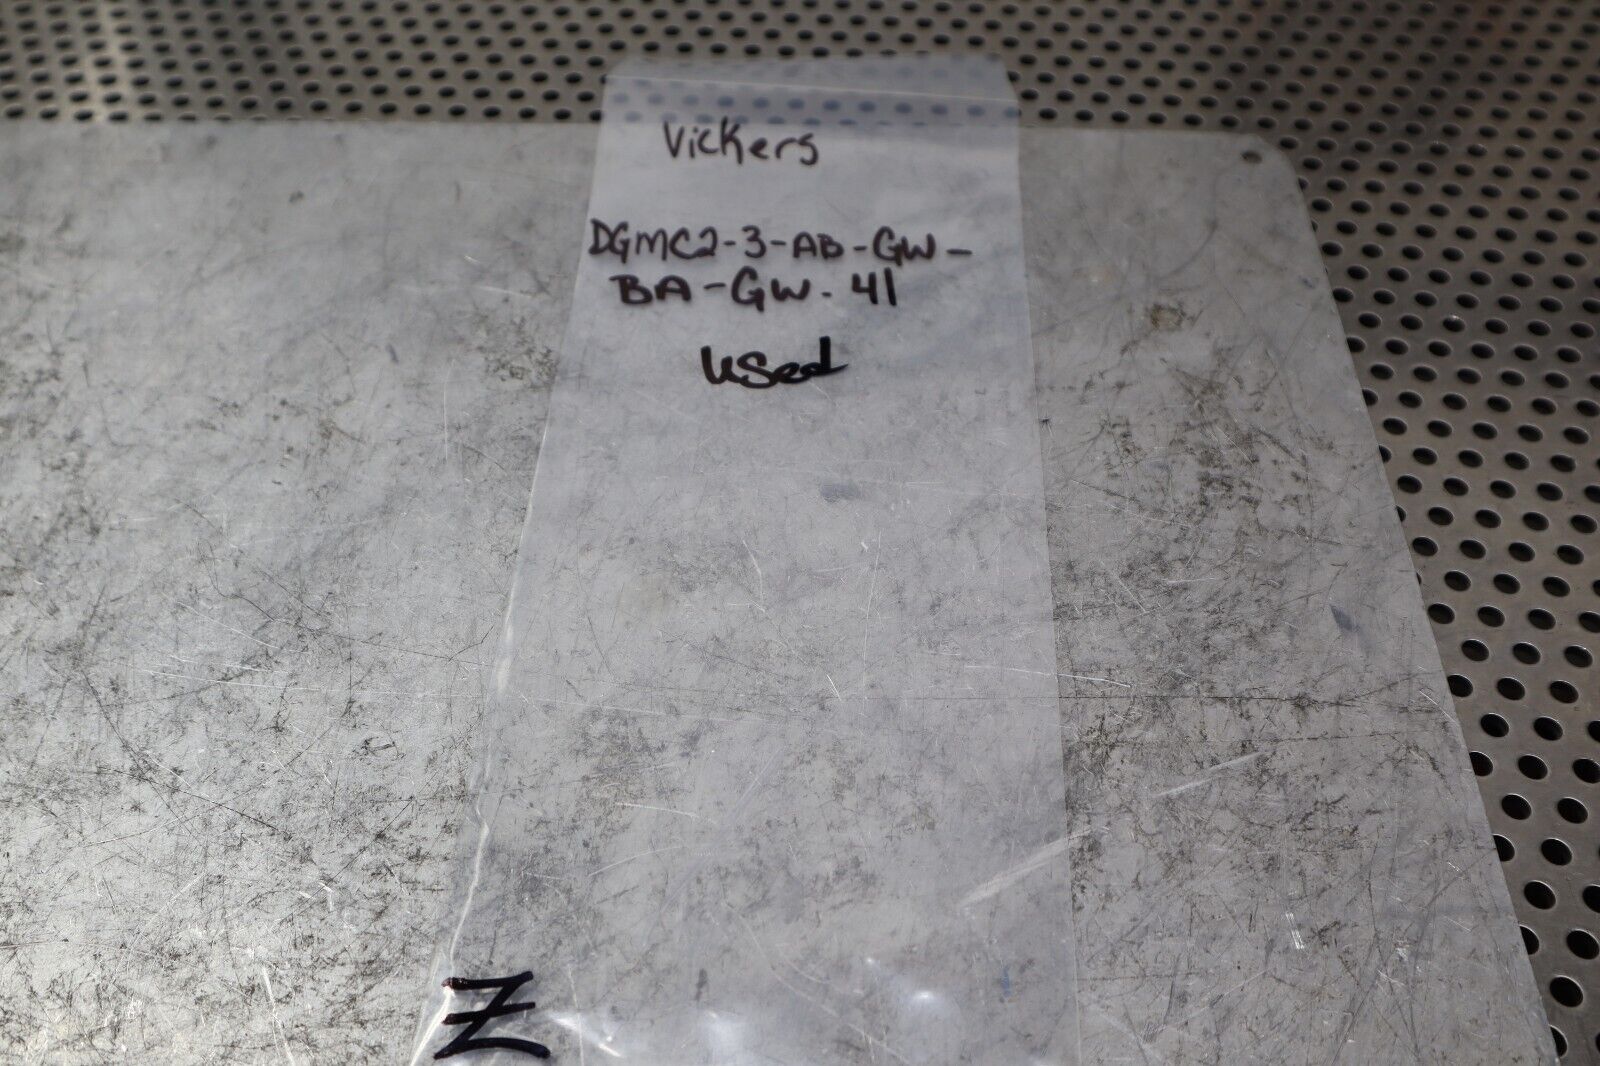 Vickers
DGMC2-3-AB-GW-
BA-GW-41
Used
Z